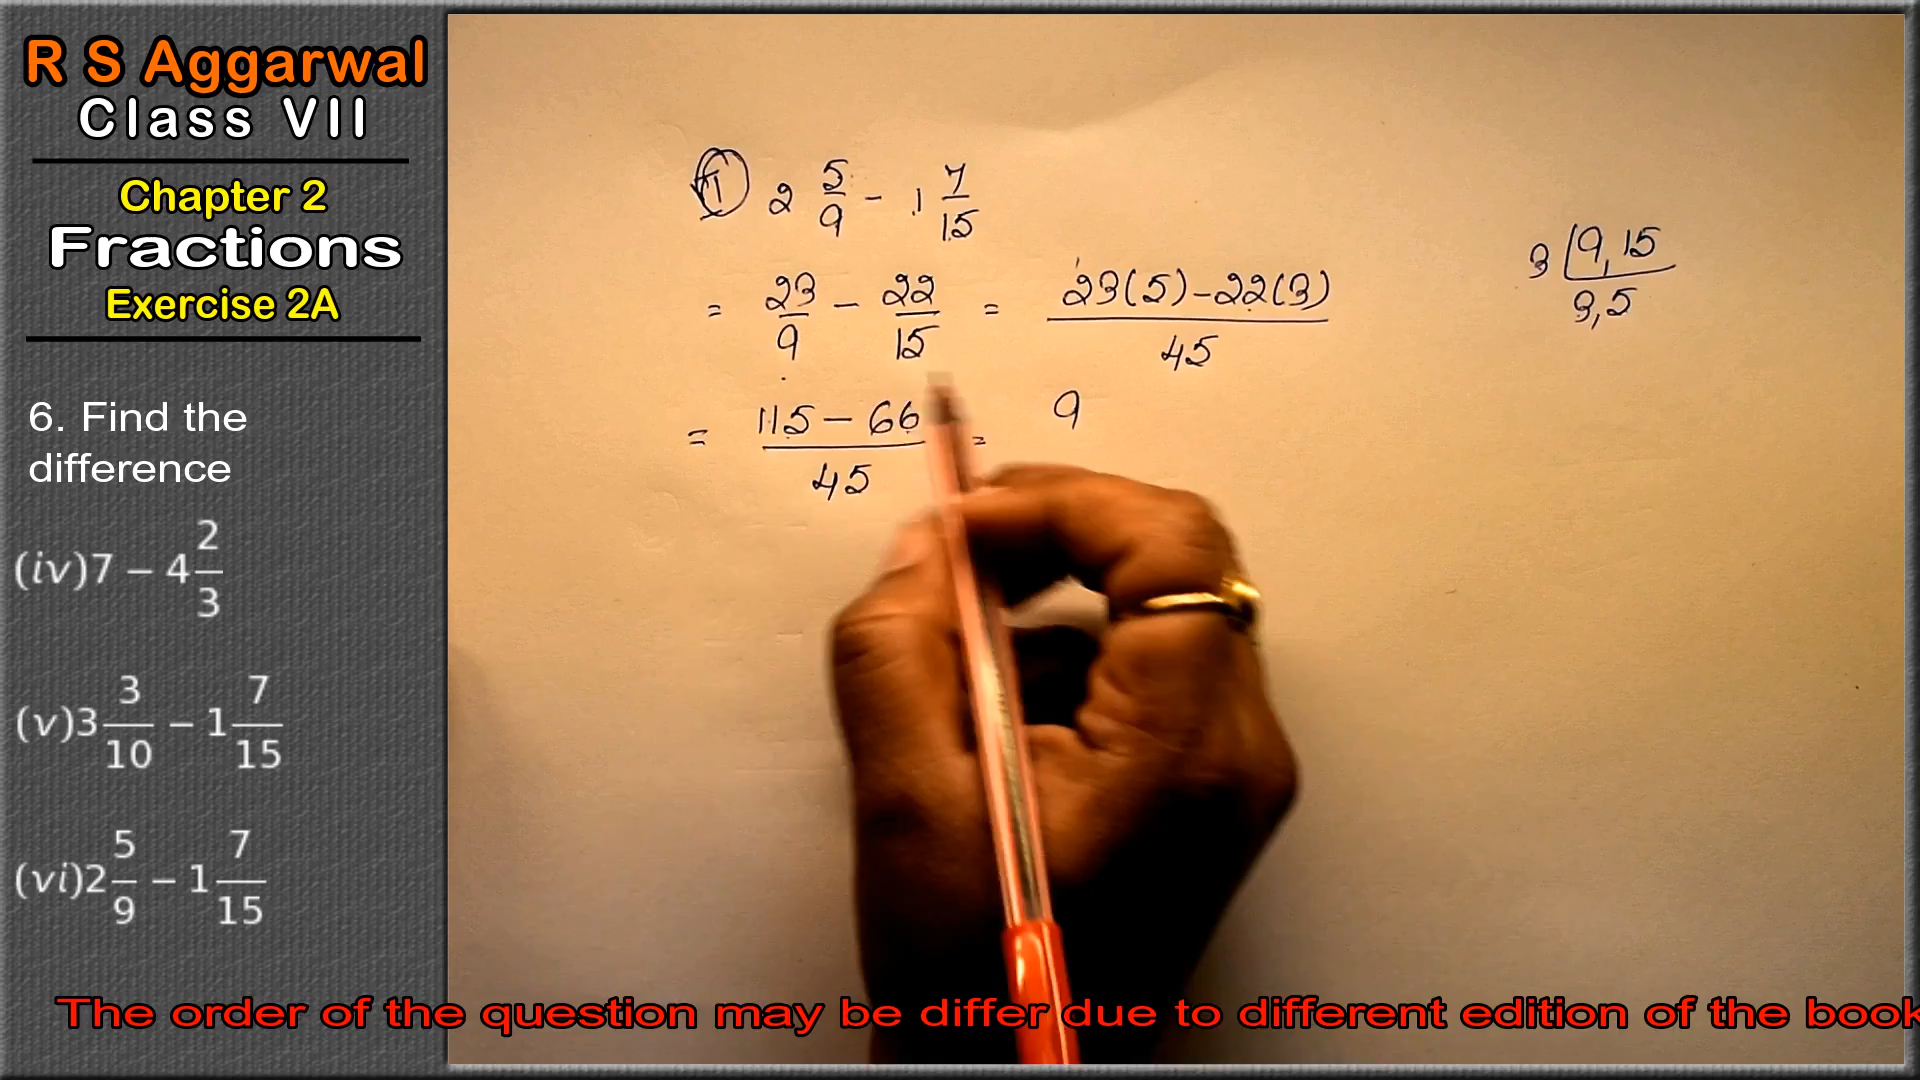 R S Aggarwal
Class VII
Chapter 2
Fractions
Exercise 2A
6. Find the
difference
(iv) 7 − 4 2/3
(v) 3 3/10 − 1 7/15
(vi) 2 5/9 − 1 7/15
2 5/9 − 1 7/15
= 23/9 − 22/15 = 23(5)−22(3)/45
= 115 − 66/45 = 9
3 9, 15
3, 5
The order of the question may be differ due to different edition of the book